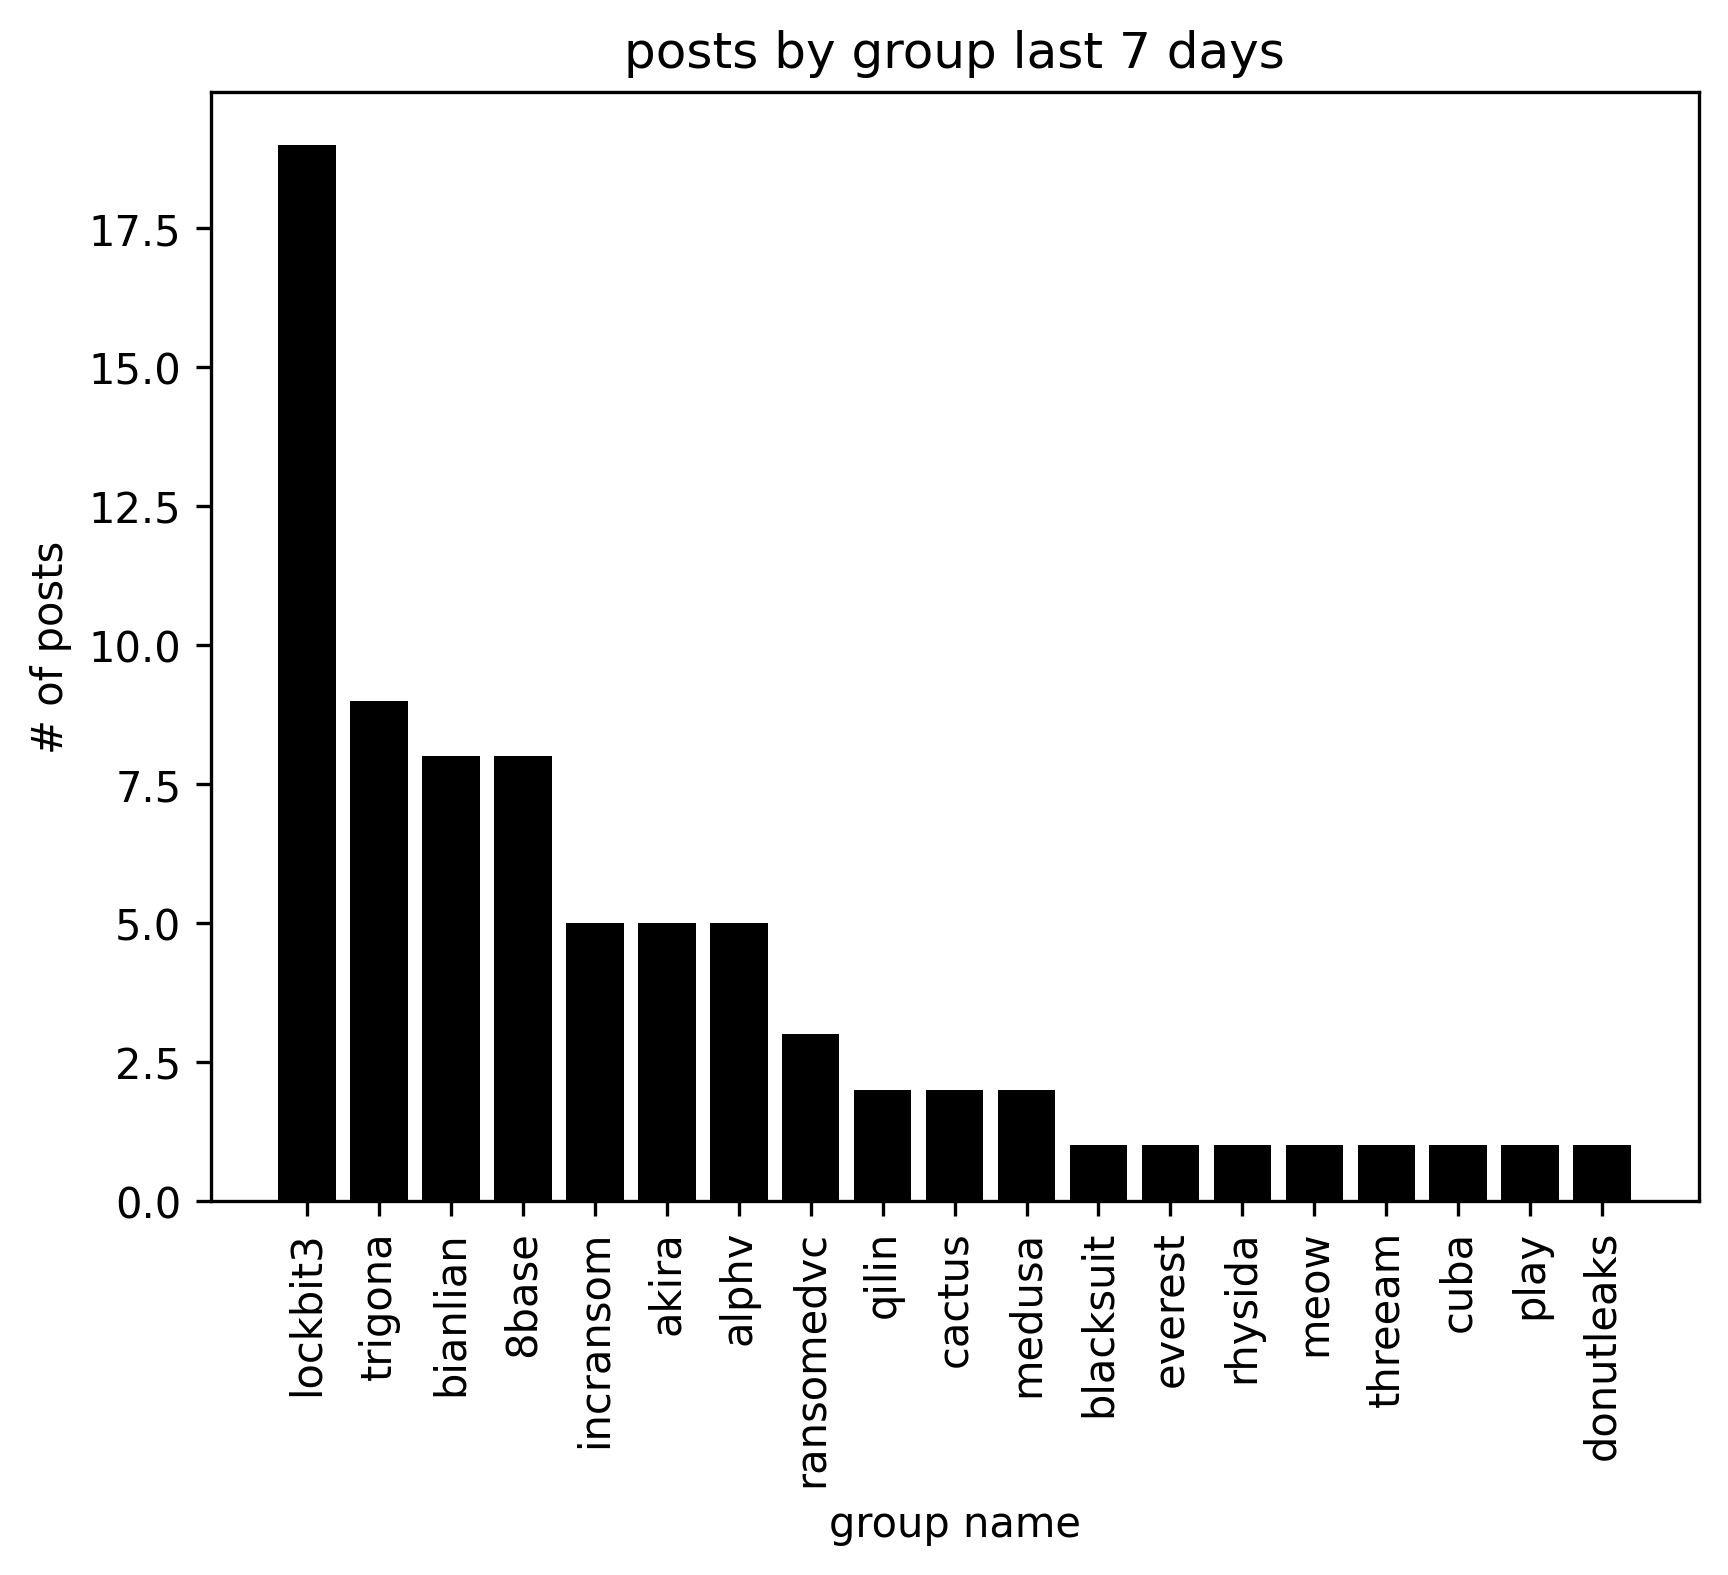 posts by group last 7 days
# of posts
17.5
15.0
12.5
10.0
7.5
5.0
2.5
0.0
lockbit3
trigona
bianlian
8base
incransom
akira
alphv
ransomedvc
qilin
cactus
medusa
blacksuit
everest
rhysida
meow
threeam
cuba
play
donutleaks
group name